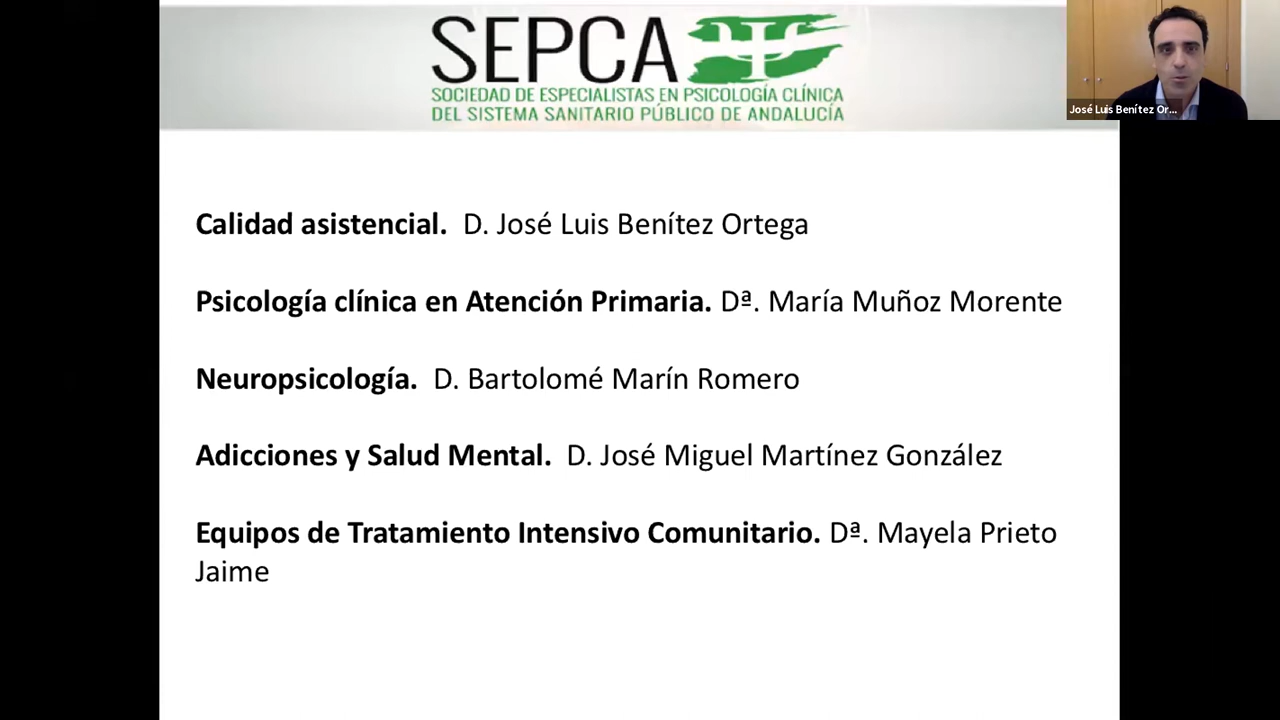 SEPCA
SOCIEDAD DE ESPECIALISTAS EN PSICOLOGÍA CLÍNICA
DEL SISTEMA SANITARIO PÚBLICO DE ANDALUCÍA
José Luis Benítez Or...
Calidad asistencial. D. José Luis Benítez Ortega
Psicología clínica en Atención Primaria. Dª. María Muñoz Morente
Neuropsicología. D. Bartolomé Marín Romero
Adicciones y Salud Mental. D. José Miguel Martínez González
Equipos de Tratamiento Intensivo Comunitario. Dª. Mayela Prieto
Jaime